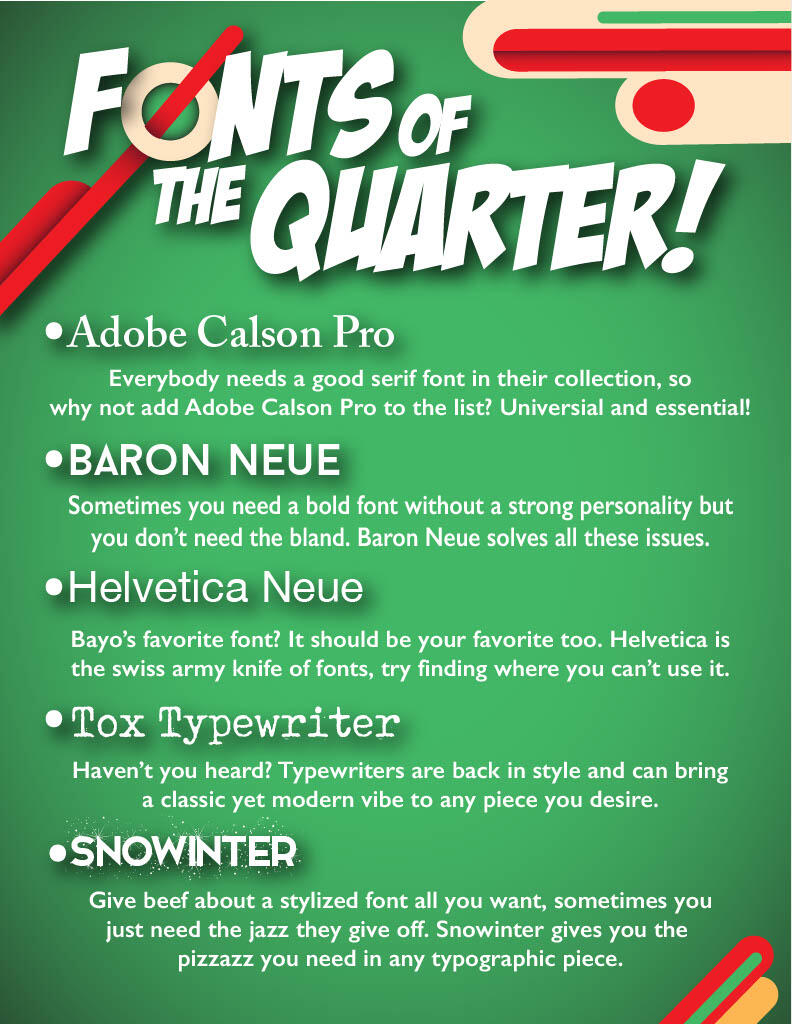 FONTS OF
THE QUARTER!
•Adobe Calson Pro
Everybody needs a good serif font in their collection, so
why not add Adobe Calson Pro to the list? Universial and essential!
•BARON NEUE
Sometimes you need a bold font without a strong personality but
you don't need the bland. Baron Neue solves all these issues.
•Helvetica Neue
Bayo's favorite font? It should be your favorite too. Helvetica is
the swiss army knife of fonts, try finding where you can't use it.
•Tox Typewriter
Haven't you heard? Typewriters are back in style and can bring
a classic yet modern vibe to any piece you desire.
•SNOWINTER
Give beef about a stylized font all you want, sometimes you
just need the jazz they give off. Snowinter gives you the
pizzazz you need in any typographic piece.